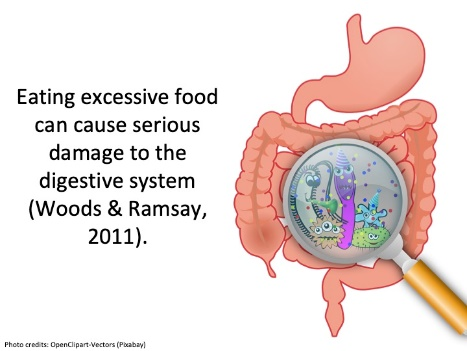 Eating excessive food
can cause serious
damage to the
digestive system
(Woods & Ramsay,
2011).
Photo credits: OpenClipart-Vectors (Pixabay)